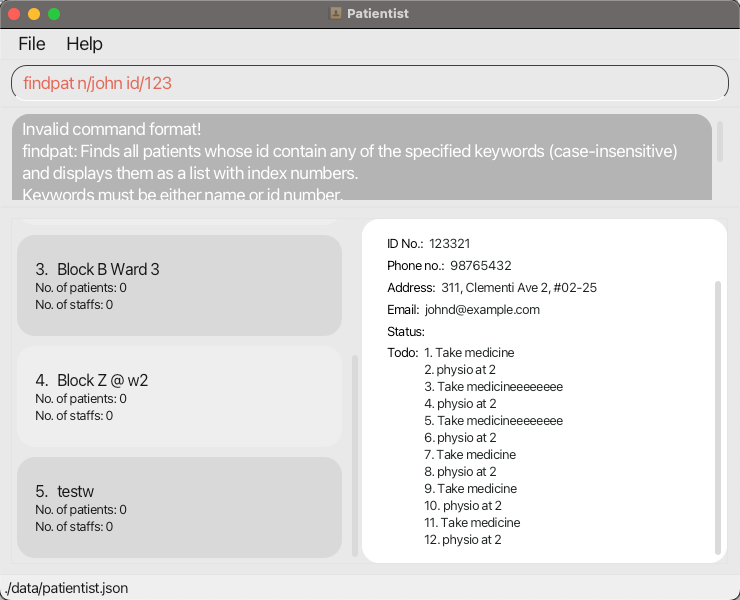 Patientist
File Help
findpat n/john id/123
Invalid command format!
findpat: Finds all patients whose id contain any of the specified keywords (case-insensitive)
and displays them as a list with index numbers.
Keywords must be either name or id number.
3. Block B Ward 3
No. of patients: 0
No. of staffs: 0
4. Block Z @ w2
No. of patients: 0
No. of staffs: 0
5. testw
No. of patients: 0
No. of staffs: 0
ID No.: 123321
Phone no.: 98765432
Address: 311, Clementi Ave 2, #02-25
Email: johnd@example.com
Status:
Todo: 1. Take medicine
2. physio at 2
3. Take medicineeeeeeee
4. physio at 2
5. Take medicineeeeeeee
6. physio at 2
7. Take medicine
8. physio at 2
9. Take medicine
10. physio at 2
11. Take medicine
12. physio at 2
./data/patientist.json